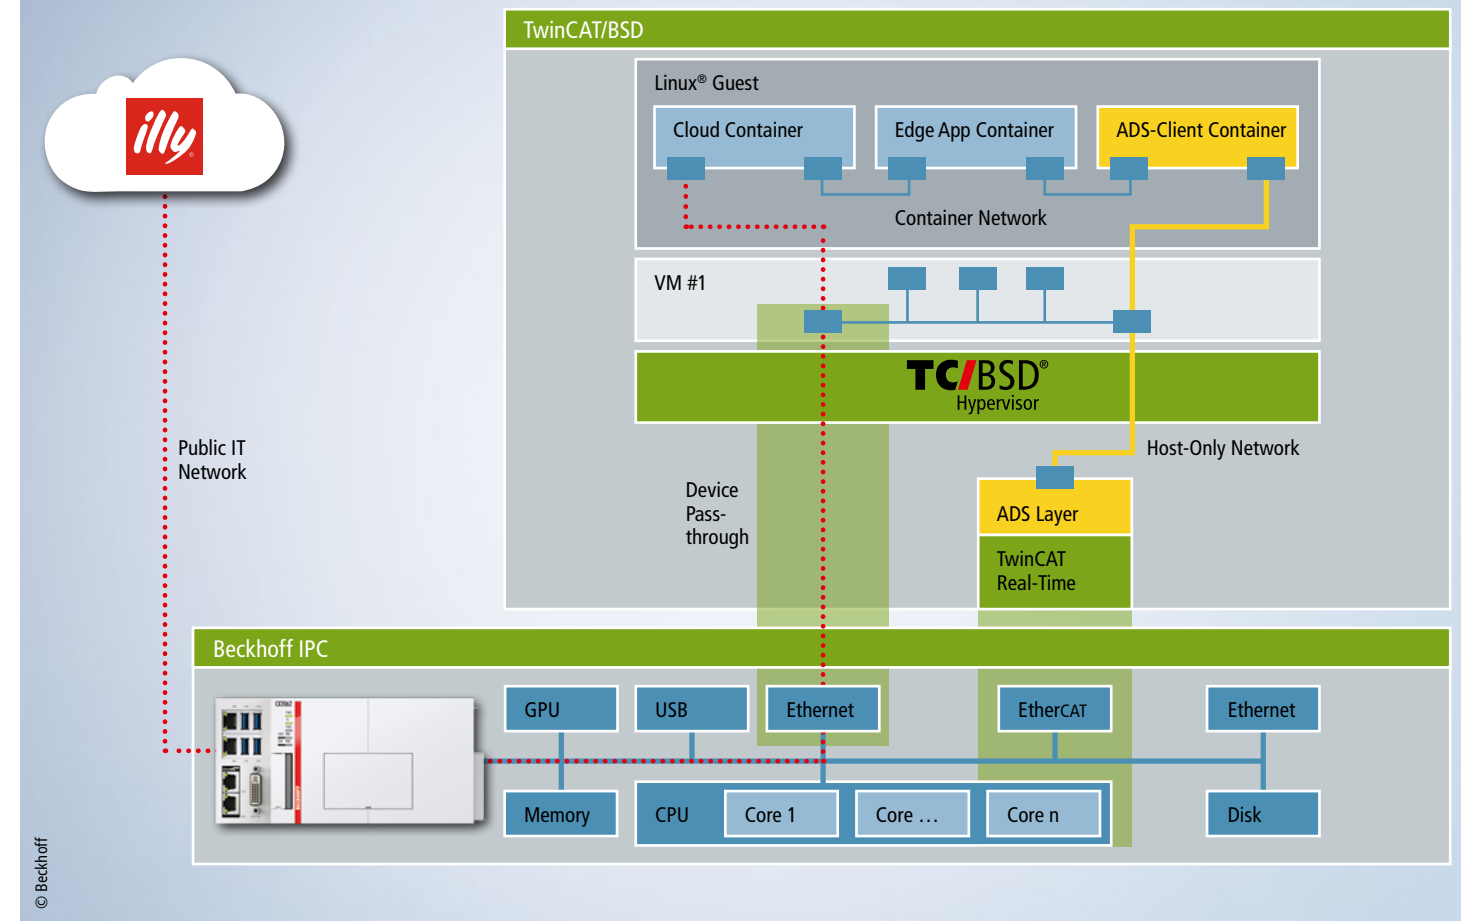 TwinCAT/BSD
Linux® Guest
Cloud Container
Edge App Container
ADS-Client Container
illy
Container Network
VM #1
TC/BSD®
Hypervisor
Public IT
Network
Host-Only Network
Device
Pass-
through
ADS Layer
TwinCAT
Real-Time
Beckhoff IPC
CX2062
BECKHOFF
GPU
USB
Ethernet
EtherCAT
Ethernet
Memory
CPU
Core 1
Core …
Core n
Disk
© Beckhoff